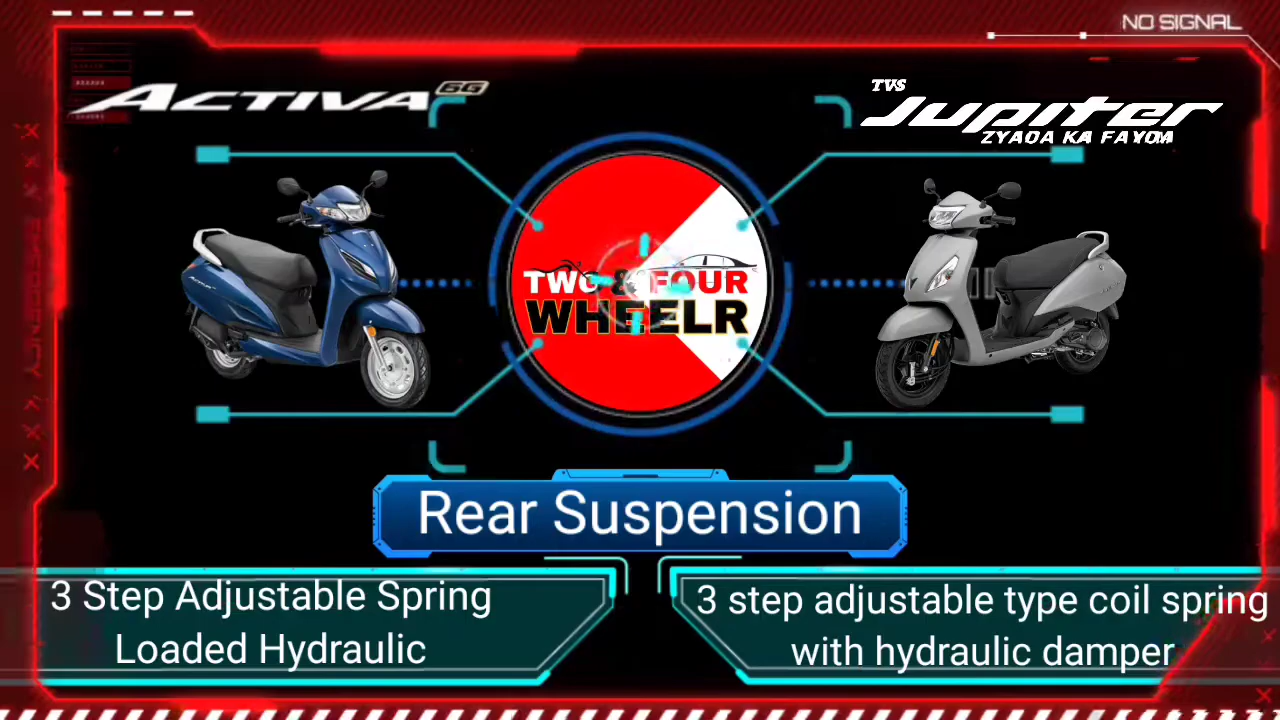 NO SIGNAL
ACTIVA 6G
TVS
Jupiter
ZYADA KA FAYDA
TWO & FOUR
WHEELR
EMERGENCY
Rear Suspension
3 Step Adjustable Spring
Loaded Hydraulic
3 step adjustable type coil spring
with hydraulic damper